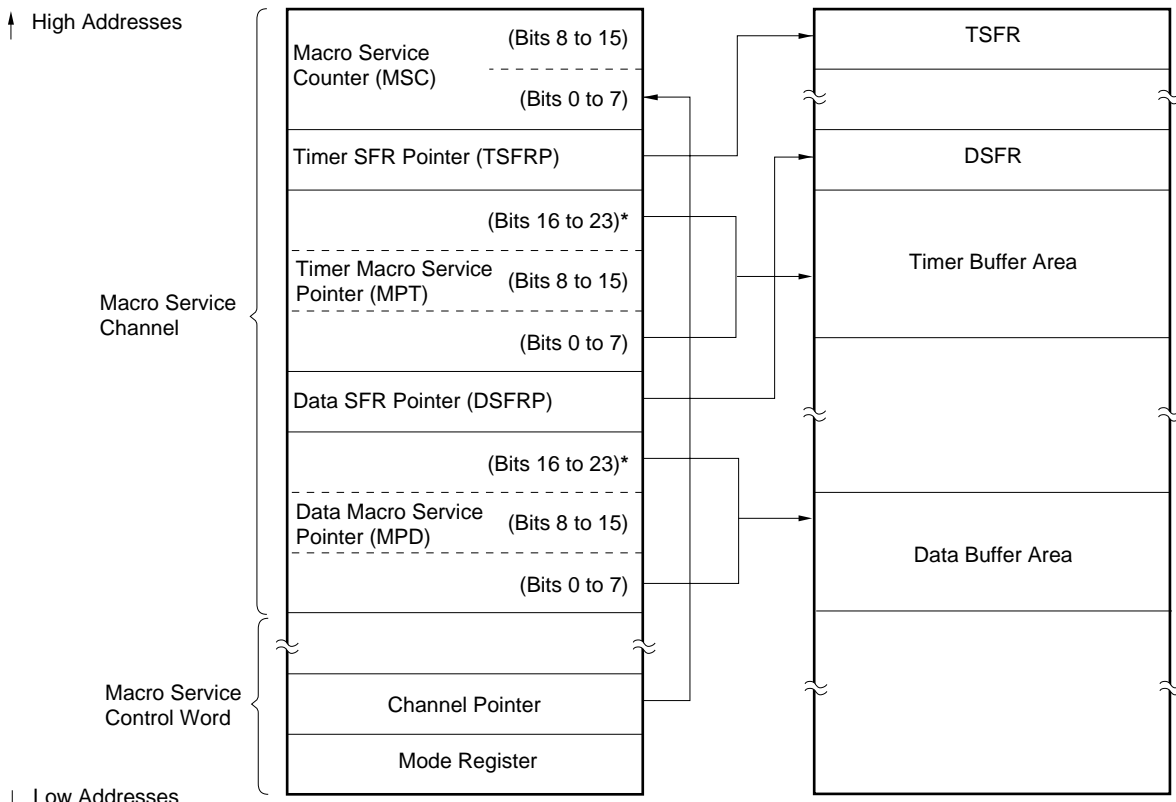 High Addresses
Macro Service
Counter (MSC)
(Bits 8 to 15)
(Bits 0 to 7)
Timer SFR Pointer (TSFRP)
(Bits 16 to 23)*
Timer Macro Service
Pointer (MPT)
(Bits 8 to 15)
(Bits 0 to 7)
Data SFR Pointer (DSFRP)
(Bits 16 to 23)*
Data Macro Service
Pointer (MPD)
(Bits 8 to 15)
(Bits 0 to 7)
Macro Service
Channel
Channel Pointer
Mode Register
Macro Service
Control Word
Low Addresses
TSFR
DSFR
Timer Buffer Area
Data Buffer Area